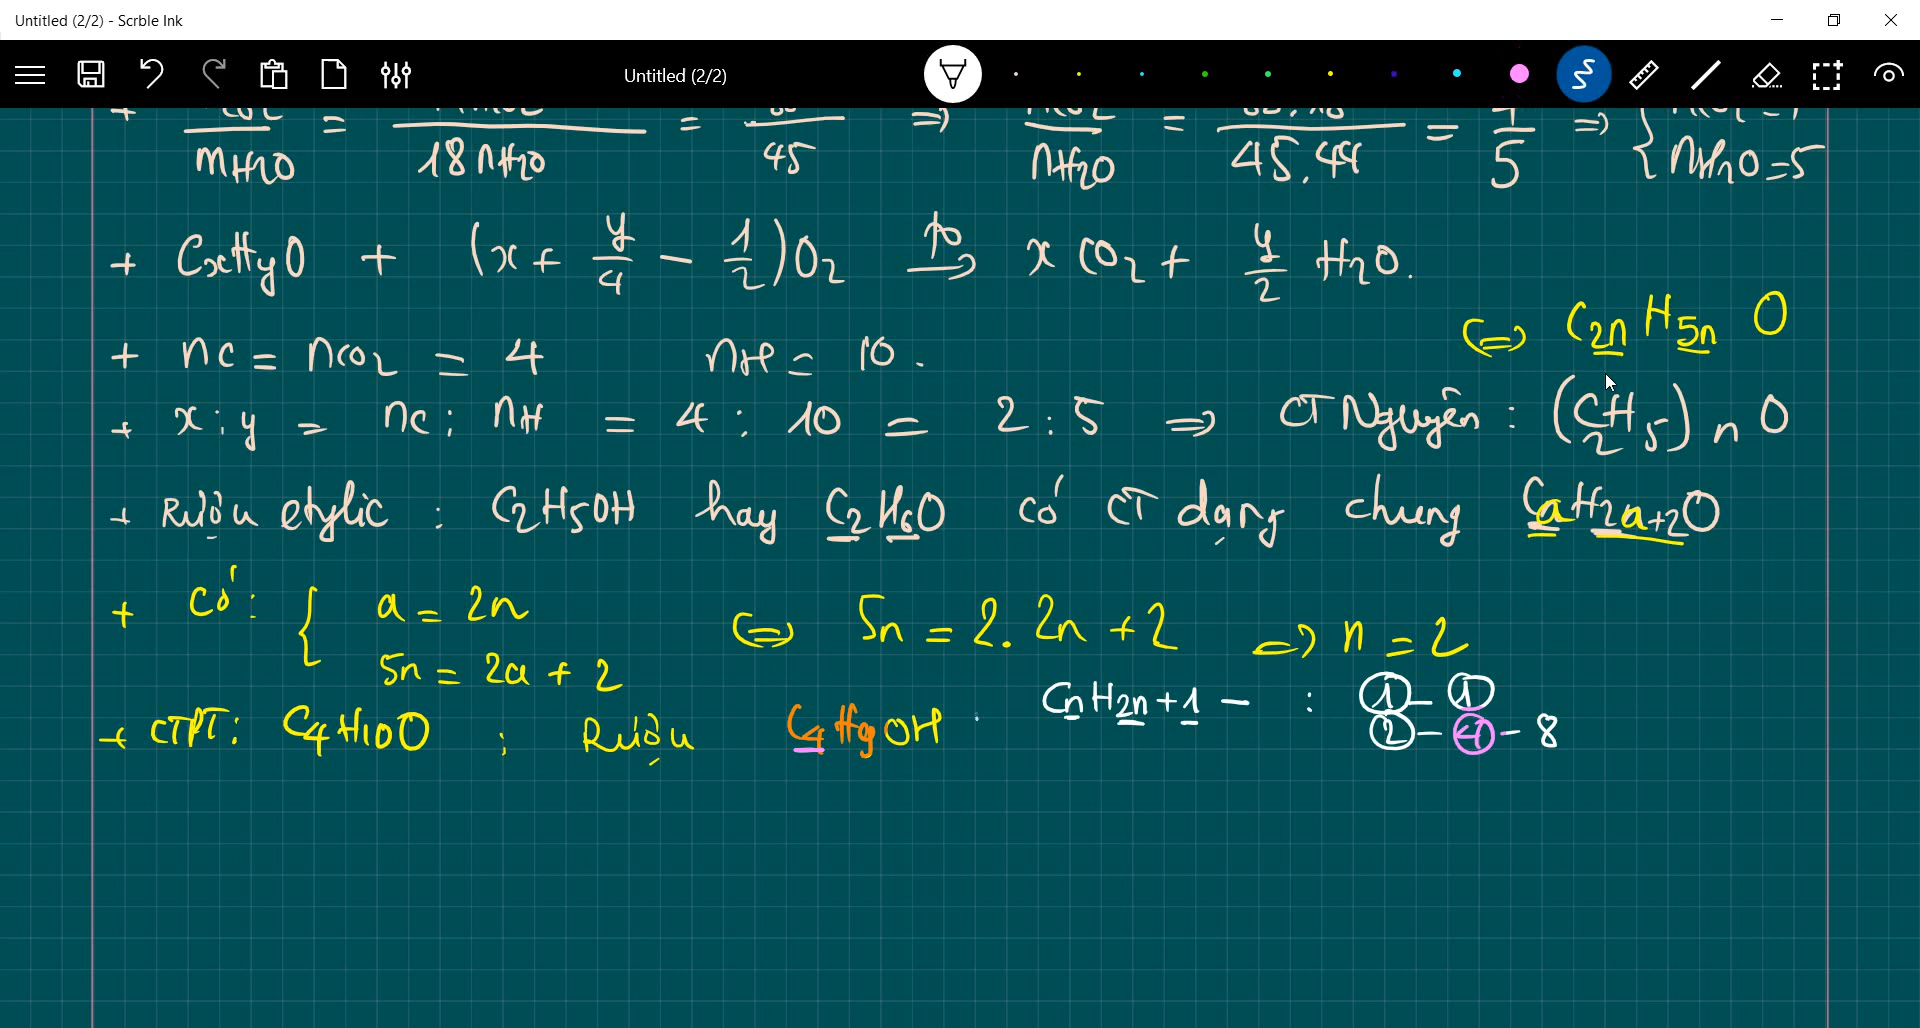 Untitled (2/2) - Scrble Ink
Untitled (2/2)
+ / mH2O = / 18 nH2O = / 45 => / nH2O = / 45.44 = 4/5 => { nH2O = 5
+ CxHyO + (x + y/4 - 1/2)O2 t° → x CO2 + y/2 H2O.
<=> C2nH5n O
+ nC = nCO2 = 4 nH = 10.
+ x : y = nC : nH = 4 : 10 = 2 : 5 => CT Nguyên : (C2H5)n O
+ Rượu etylic : C2H5OH hay C2H6O có CT dạng chung CaH2a+2O
+ Có: { a = 2n <=> 5n = 2. 2n + 2 <=> n = 2
5n = 2a + 2
CnH2n+1 – : 1 – 1
+ CTPT: C4H10O ; Rượu C4H9OH . 2 – 4 – 8